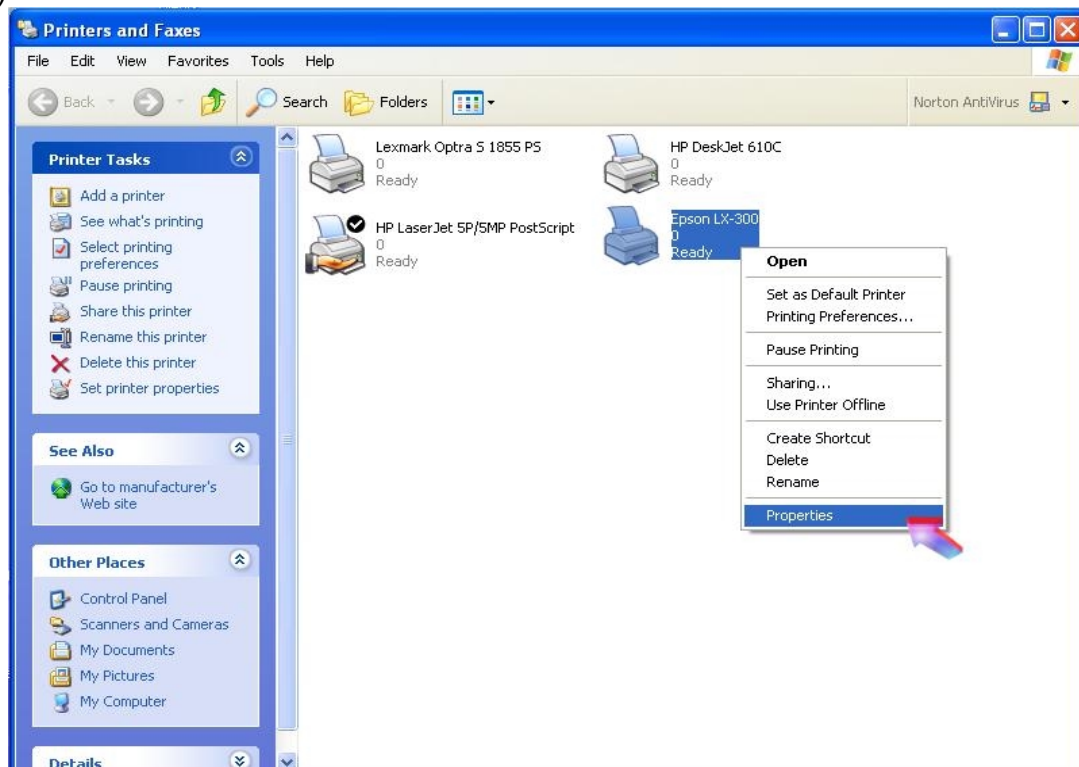 Printers and Faxes
File Edit View Favorites Tools Help
Back Search Folders Norton AntiVirus
Printer Tasks
Add a printer
See what's printing
Select printing
preferences
Pause printing
Share this printer
Rename this printer
Delete this printer
Set printer properties
See Also
Go to manufacturer's
Web site
Other Places
Control Panel
Scanners and Cameras
My Documents
My Pictures
My Computer
Details
Lexmark Optra S 1855 PS
0
Ready
HP DeskJet 610C
0
Ready
HP LaserJet 5P/5MP PostScript
0
Ready
Epson LX-300
0
Ready
Open
Set as Default Printer
Printing Preferences...
Pause Printing
Sharing...
Use Printer Offline
Create Shortcut
Delete
Rename
Properties